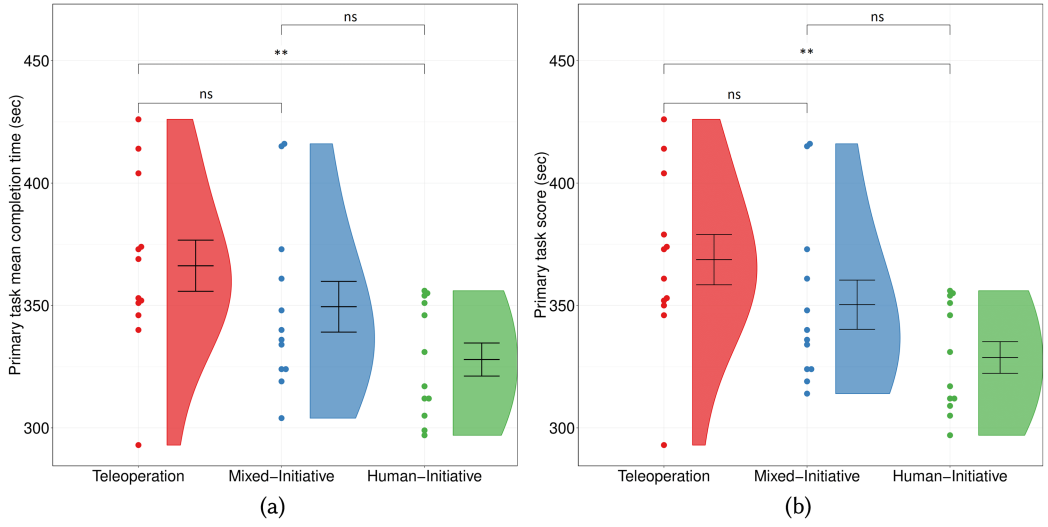 ns
**
ns
450
400
350
300
Primary task mean completion time (sec)
Teleoperation Mixed−Initiative Human−Initiative
(a)
ns
**
ns
450
400
350
300
Primary task score (sec)
Teleoperation Mixed−Initiative Human−Initiative
(b)